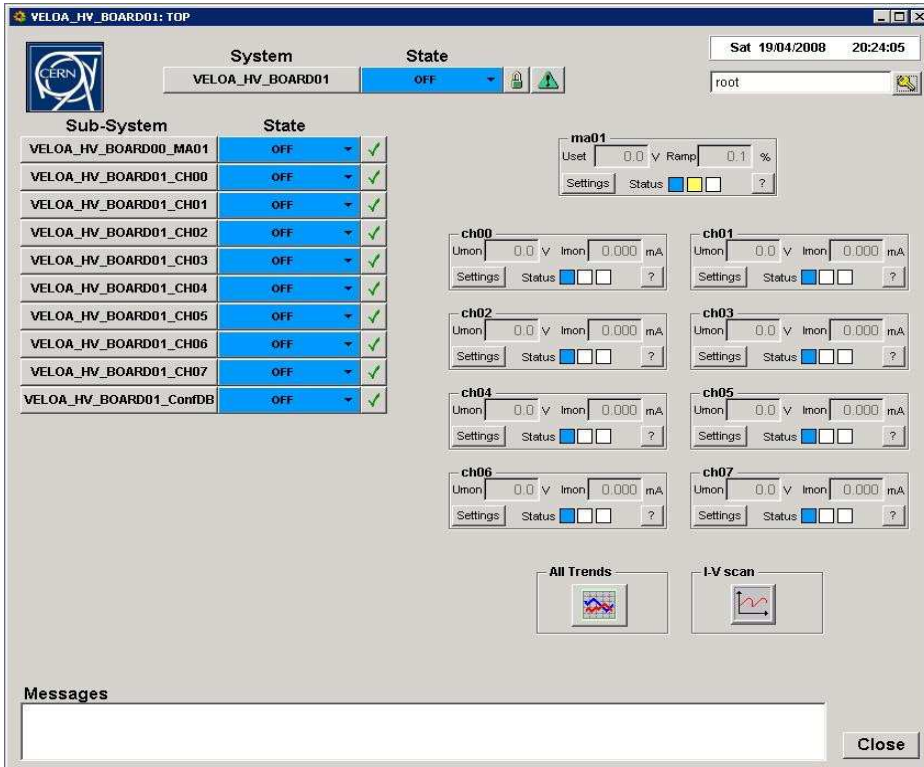 VELOA_HV_BOARD01: TOP
CERN
System State
VELOA_HV_BOARD01 OFF
Sat 19/04/2008 20:24:05
root
Sub-System State
VELOA_HV_BOARD00_MA01 OFF
VELOA_HV_BOARD01_CH00 OFF
VELOA_HV_BOARD01_CH01 OFF
VELOA_HV_BOARD01_CH02 OFF
VELOA_HV_BOARD01_CH03 OFF
VELOA_HV_BOARD01_CH04 OFF
VELOA_HV_BOARD01_CH05 OFF
VELOA_HV_BOARD01_CH06 OFF
VELOA_HV_BOARD01_CH07 OFF
VELOA_HV_BOARD01_ConfDB OFF
ma01
Uset 0.0 V Ramp 0.1 %
Settings Status ?
ch00
Umon 0.0 V Imon 0.000 mA
Settings Status ?
ch01
Umon 0.0 V Imon 0.000 mA
Settings Status ?
ch02
Umon 0.0 V Imon 0.000 mA
Settings Status ?
ch03
Umon 0.0 V Imon 0.000 mA
Settings Status ?
ch04
Umon 0.0 V Imon 0.000 mA
Settings Status ?
ch05
Umon 0.0 V Imon 0.000 mA
Settings Status ?
ch06
Umon 0.0 V Imon 0.000 mA
Settings Status ?
ch07
Umon 0.0 V Imon 0.000 mA
Settings Status ?
All Trends
I-V scan
Messages
Close